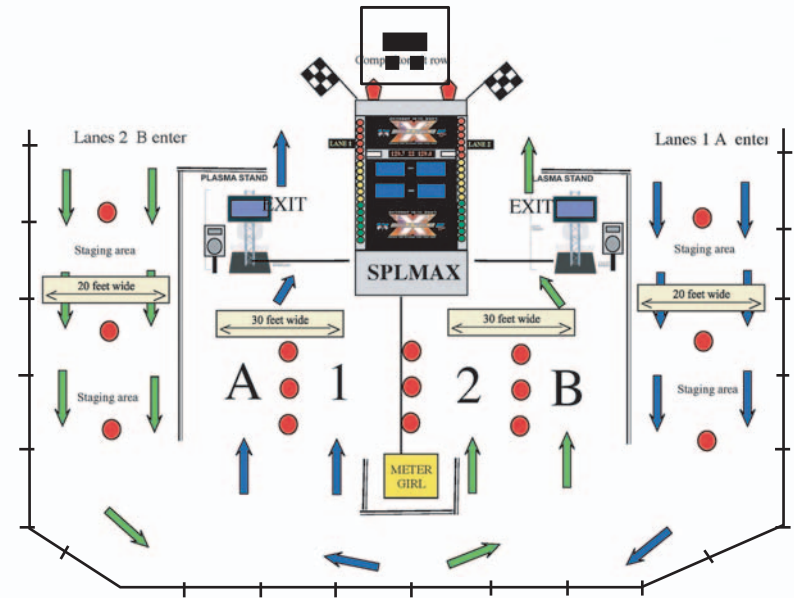 Lanes 2 B enter
Lanes 1 A enter
LANE 1
LANE 2
PLASMA STAND
EXIT
EXIT
LASMA STAND
X
X
Staging area
Staging area
SPLMAX
20 feet wide
20 feet wide
30 feet wide
30 feet wide
A 1 2 B
Staging area
Staging area
METER
GIRL